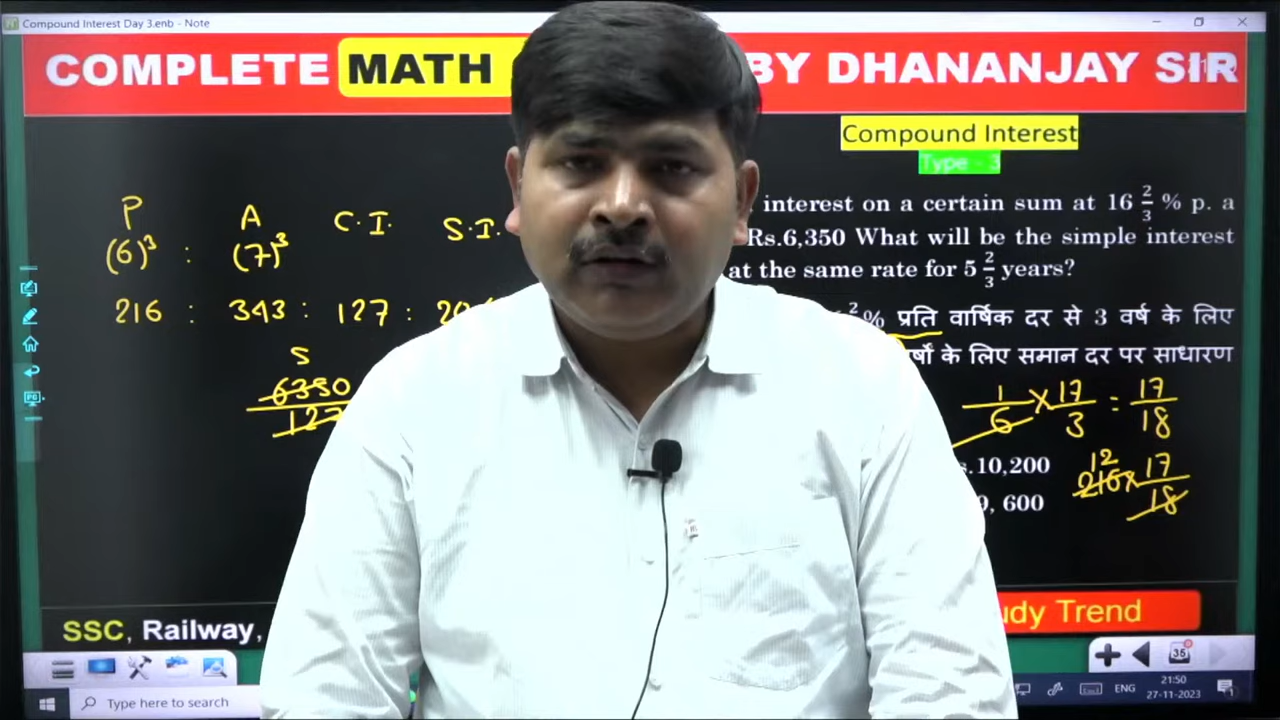 Compound Interest Day 3.enb - Note
COMPLETE MATH BY DHANANJAY SIR
Compound Interest
Type - 3
interest on a certain sum at 16 2/3 % p. a
Rs.6,350 What will be the simple interest
at the same rate for 5 2/3 years?
% प्रति वार्षिक दर से 3 वर्ष के लिए
के लिए समान दर पर साधारण
P A C.I. S.I.
(6)³ : (7)³
216 : 343 : 127 :
5
6350
127
1/6 × 17/3 = 17/18
12
216 × 17/18
.10,200
, 600
SSC, Railway,
Trend
35
Type here to search
ENG
21:50
27-11-2023